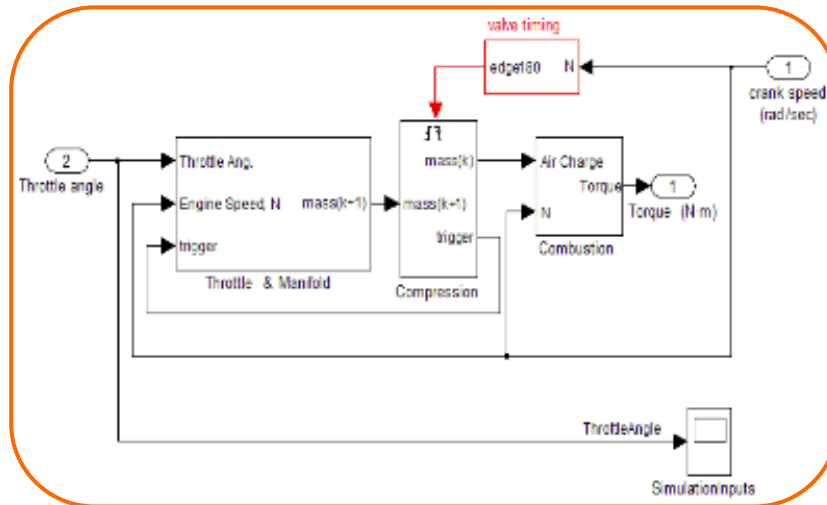 valve timing
edge180 N
1
crank speed
(rad/sec)
mass(k)
Air Charge
2
Throttle Ang.
Torque
1
Throttle angle
Engine Speed, N
mass(k+1)
mass(k+1)
N
Torque (N·m)
trigger
trigger
Combustion
Throttle & Manifold
Compression
ThrottleAngle
SimulationInputs